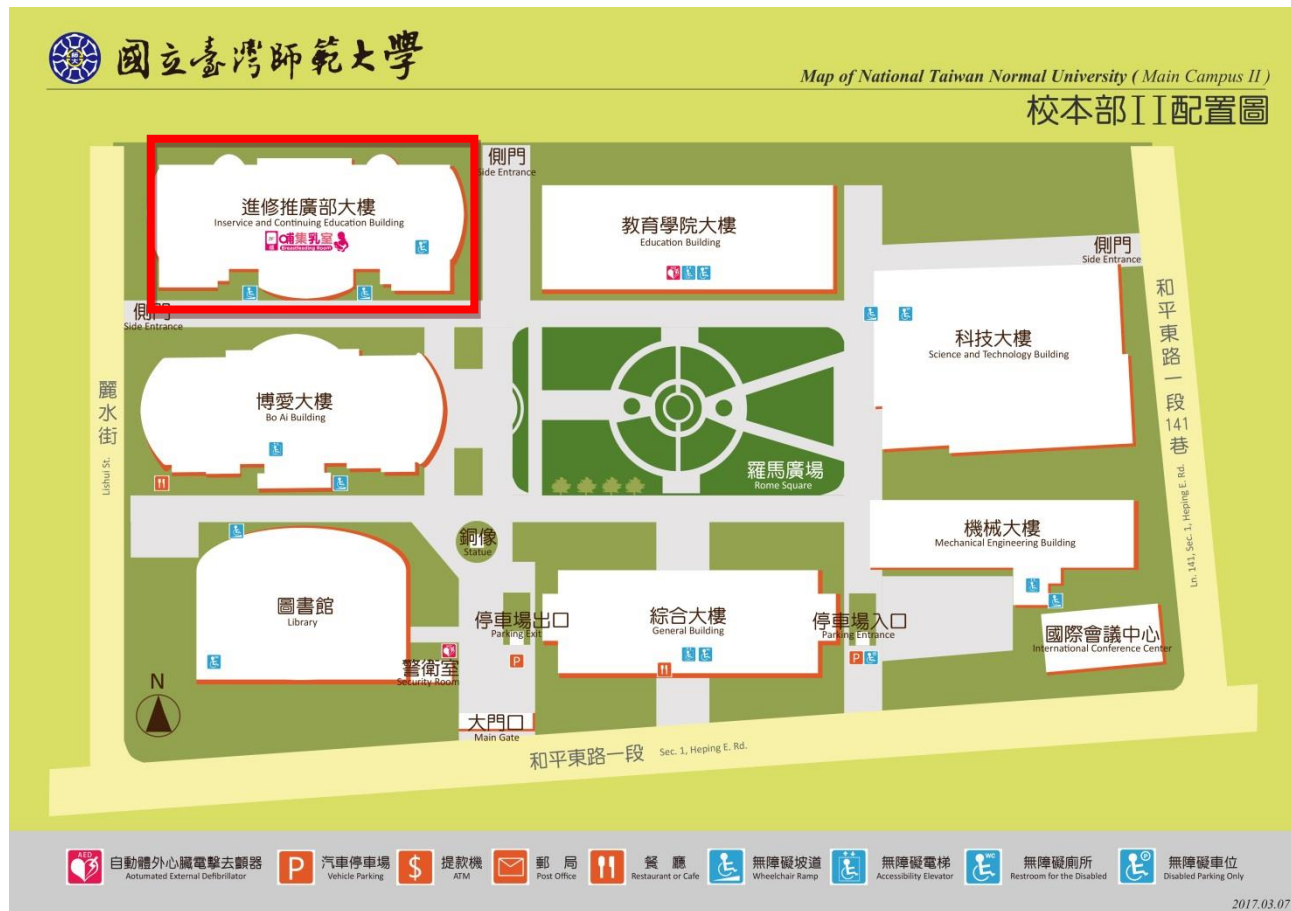 國立臺灣師範大學
Map of National Taiwan Normal University ( Main Campus II )
校本部II配置圖
側門
Side Entrance
進修推廣部大樓
Inservice and Continuing Education Building
哺集乳室
Breastfeeding Room
教育學院大樓
Education Building
側門
Side Entrance
側門
Side Entrance
科技大樓
Science and Technology Building
和平東路一段141巷
Ln. 141, Sec. 1, Heping E. Rd.
麗水街
Lishui St.
博愛大樓
Bo Ai Building
羅馬廣場
Rome Square
銅像
Statue
機械大樓
Mechanical Engineering Building
圖書館
Library
停車場出口
Parking Exit
P
綜合大樓
General Building
停車場入口
Parking Entrance
P
國際會議中心
International Conference Center
警衛室
Security Room
N
大門口
Main Gate
和平東路一段 Sec. 1, Heping E. Rd.
AED
自動體外心臟電擊去顫器
Aotumated External Defibrillator
P
汽車停車場
Vehicle Parking
$
提款機
ATM
郵局
Post Office
餐廳
Restaurant or Cafe
無障礙坡道
Wheelchair Ramp
無障礙電梯
Accessibility Elevator
WC
無障礙廁所
Restroom for the Disabled
P
無障礙車位
Disabled Parking Only
2017.03.07